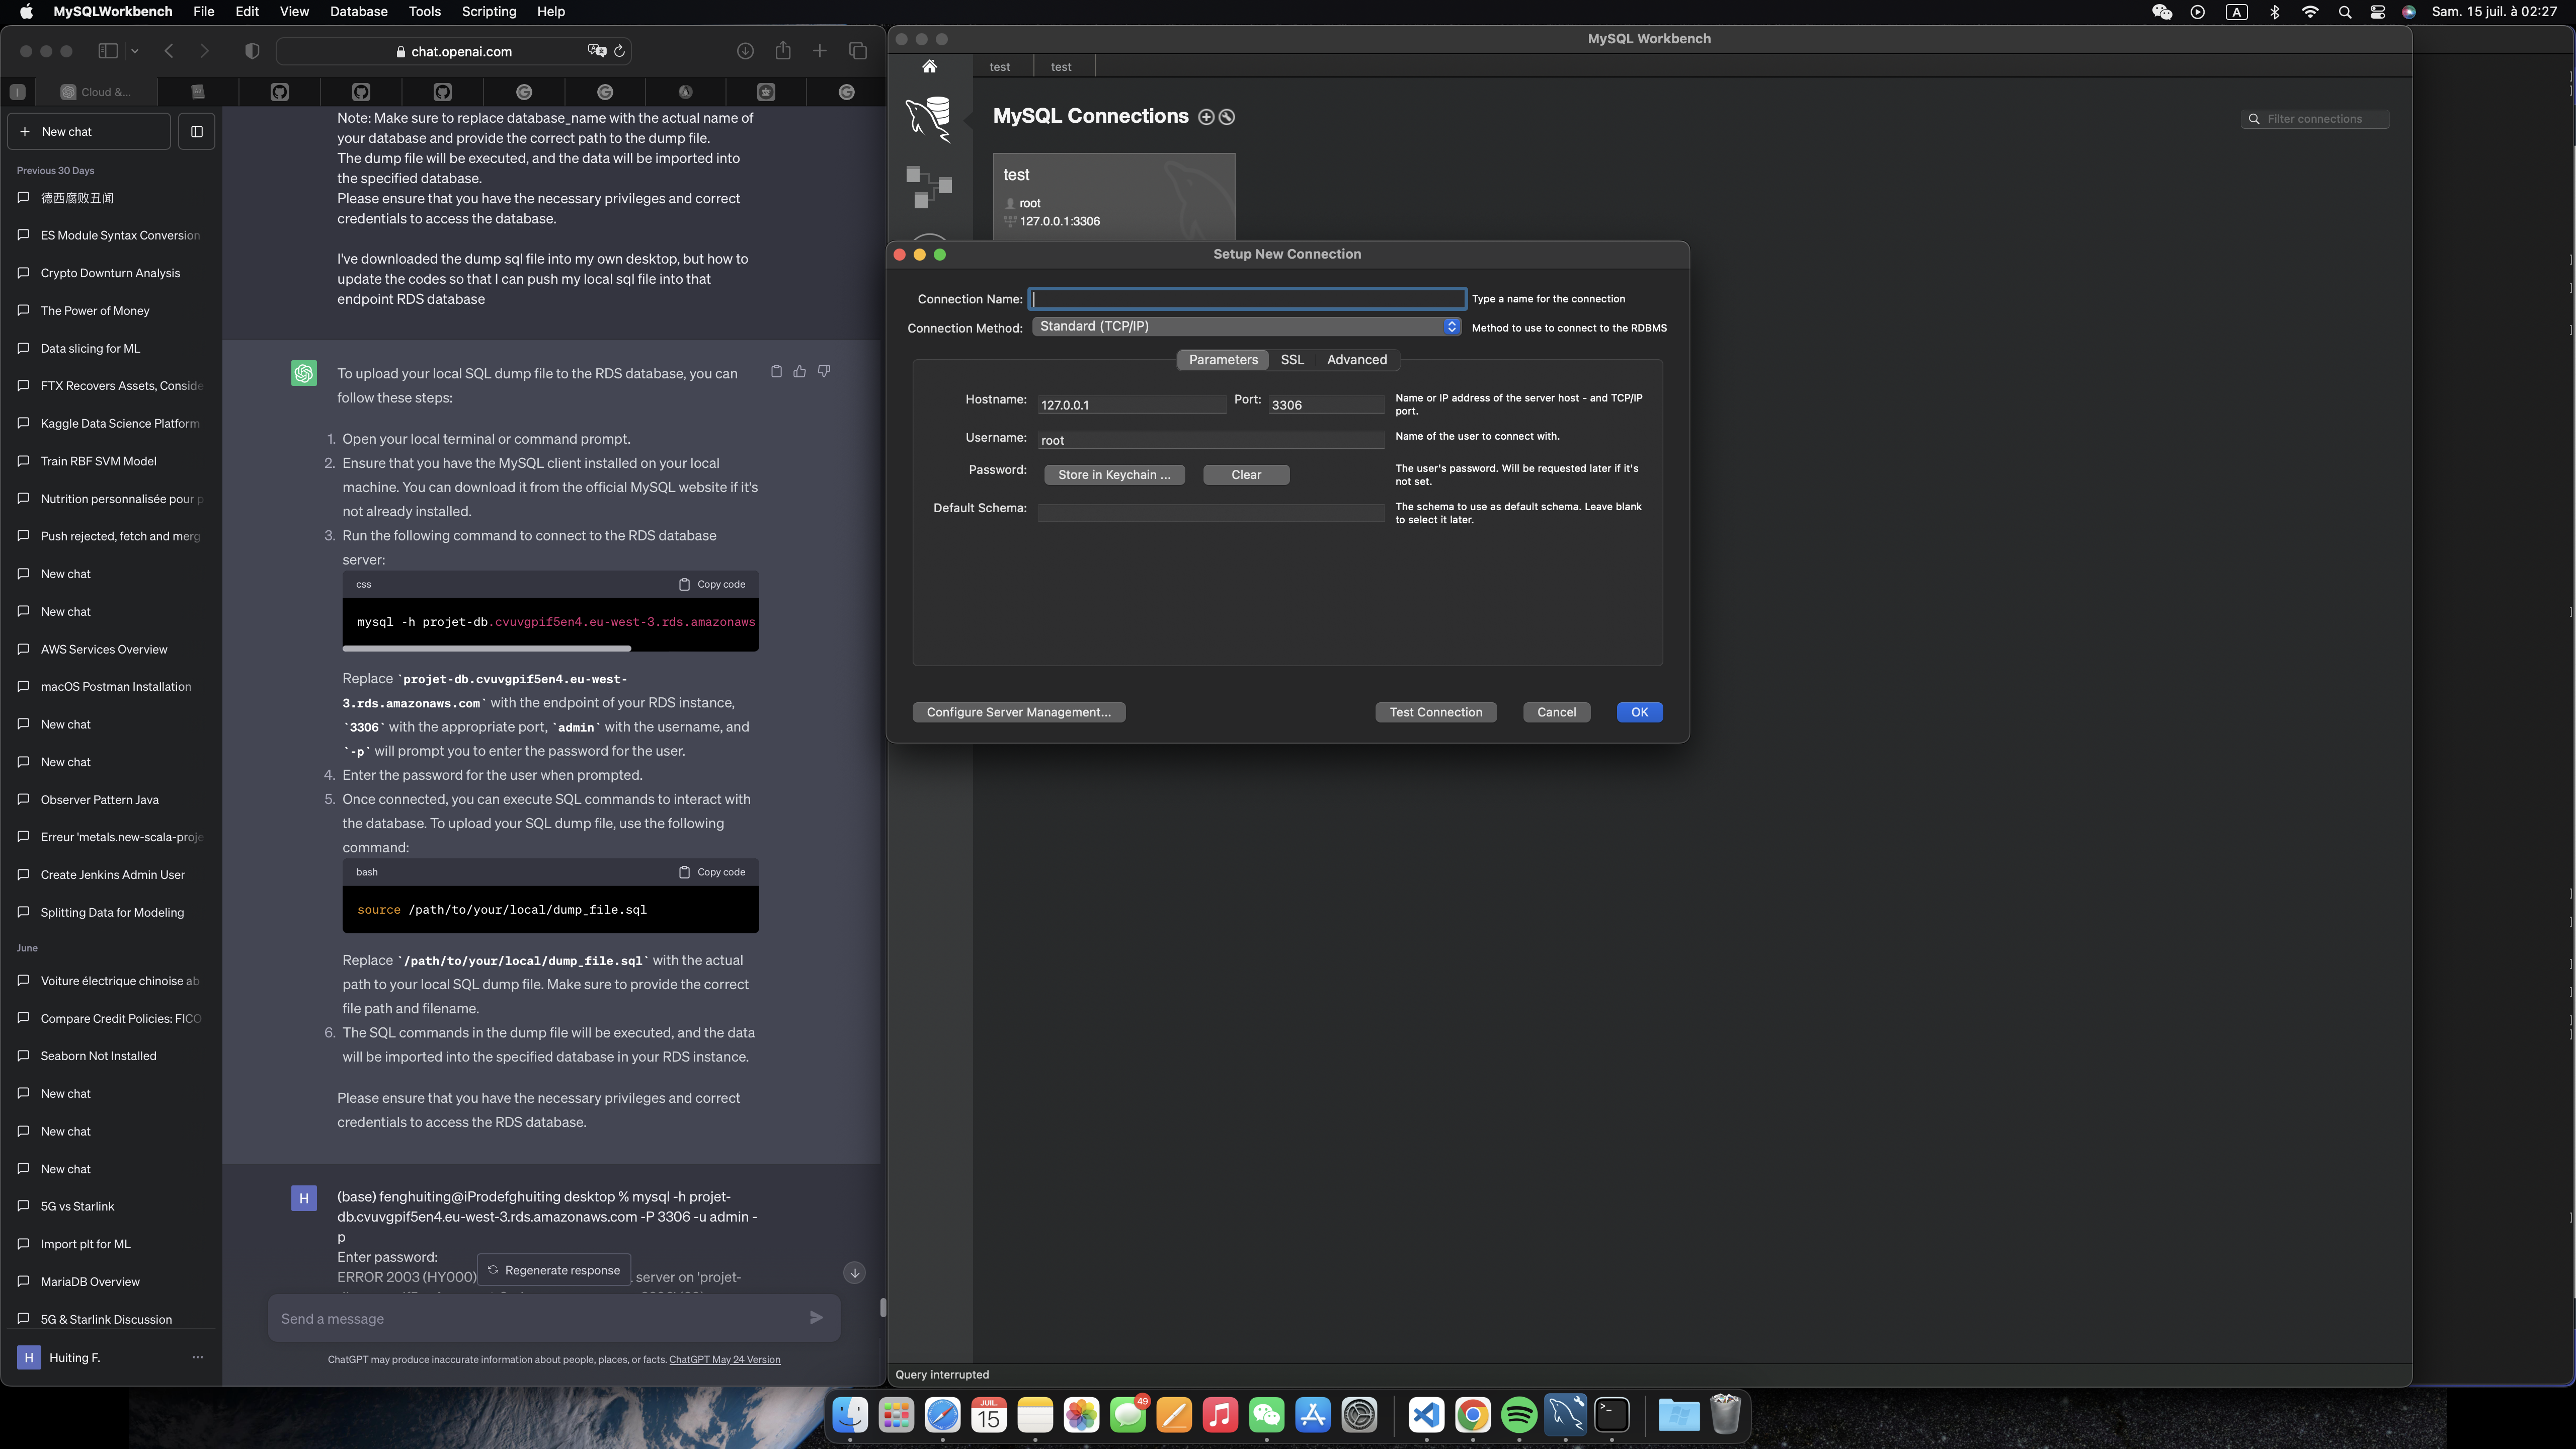 MySQLWorkbench File Edit View Database Tools Scripting Help
A
Sam. 15 juil. à 02:27
chat.openai.com
Cloud &...
New chat
Previous 30 Days
德西腐败丑闻
ES Module Syntax Conversion
Crypto Downturn Analysis
The Power of Money
Data slicing for ML
FTX Recovers Assets, Conside
Kaggle Data Science Platform
Train RBF SVM Model
Nutrition personnalisée pour p
Push rejected, fetch and merg
New chat
New chat
AWS Services Overview
macOS Postman Installation
New chat
New chat
Observer Pattern Java
Erreur 'metals.new-scala-proje
Create Jenkins Admin User
Splitting Data for Modeling
June
Voiture électrique chinoise ab
Compare Credit Policies: FICO
Seaborn Not Installed
New chat
New chat
New chat
5G vs Starlink
Import plt for ML
MariaDB Overview
5G & Starlink Discussion
H
Huiting F.
Note: Make sure to replace database_name with the actual name of
your database and provide the correct path to the dump file.
The dump file will be executed, and the data will be imported into
the specified database.
Please ensure that you have the necessary privileges and correct
credentials to access the database.
I've downloaded the dump sql file into my own desktop, but how to
update the codes so that I can push my local sql file into that
endpoint RDS database
To upload your local SQL dump file to the RDS database, you can
follow these steps:
1. Open your local terminal or command prompt.
2. Ensure that you have the MySQL client installed on your local
machine. You can download it from the official MySQL website if it's
not already installed.
3. Run the following command to connect to the RDS database
server:
css
Copy code
mysql -h projet-db.cvuvgpif5en4.eu-west-3.rds.amazonaws.
Replace `projet-db.cvuvgpif5en4.eu-west-
3.rds.amazonaws.com` with the endpoint of your RDS instance,
`3306` with the appropriate port, `admin` with the username, and
`-p` will prompt you to enter the password for the user.
4. Enter the password for the user when prompted.
5. Once connected, you can execute SQL commands to interact with
the database. To upload your SQL dump file, use the following
command:
bash
Copy code
source /path/to/your/local/dump_file.sql
Replace `/path/to/your/local/dump_file.sql` with the actual
path to your local SQL dump file. Make sure to provide the correct
file path and filename.
6. The SQL commands in the dump file will be executed, and the data
will be imported into the specified database in your RDS instance.
Please ensure that you have the necessary privileges and correct
credentials to access the RDS database.
H
(base) fenghuiting@iProdefghuiting desktop % mysql -h projet-
db.cvuvgpif5en4.eu-west-3.rds.amazonaws.com -P 3306 -u admin -
p
Enter password:
ERROR 2003 (HY000)
server on 'projet-
Regenerate response
Send a message
ChatGPT may produce inaccurate information about people, places, or facts. ChatGPT May 24 Version
MySQL Workbench
test
test
MySQL Connections
Filter connections
test
root
127.0.0.1:3306
Setup New Connection
Connection Name:
Type a name for the connection
Connection Method:
Standard (TCP/IP)
Method to use to connect to the RDBMS
Parameters
SSL
Advanced
Hostname:
127.0.0.1
Port:
3306
Name or IP address of the server host - and TCP/IP
port.
Username:
root
Name of the user to connect with.
Password:
Store in Keychain ...
Clear
The user's password. Will be requested later if it's
not set.
Default Schema:
The schema to use as default schema. Leave blank
to select it later.
Configure Server Management...
Test Connection
Cancel
OK
Query interrupted
JUIL.
15
49